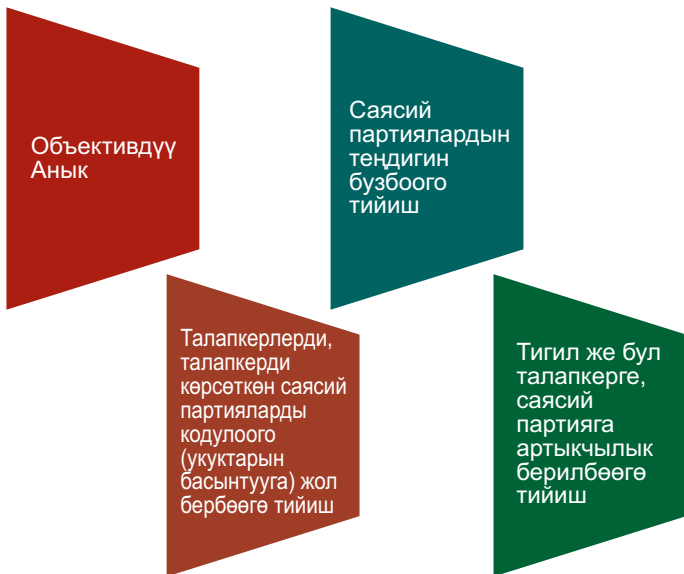 Объективдүү
Анык
Саясий
партиялардын
теңдигин
бузбоого
тийиш
Талапкерлерди,
талапкерди
көрсөткөн саясий
партияларды
кодулоого
(укуктарын
басынтууга) жол
бербөөгө тийиш
Тигил же бул
талапкерге,
саясий
партияга
артыкчылык
берилбөөгө
тийиш